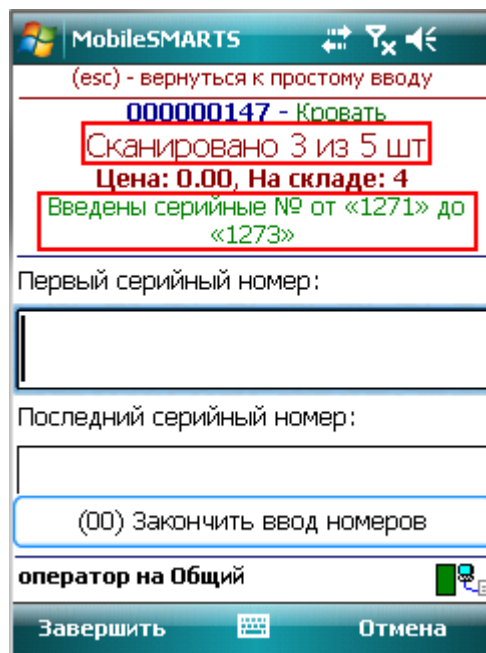 MobileSMARTS
(esc) - вернуться к простому вводу
000000147 - Кровать
Сканировано 3 из 5 шт
Цена: 0.00, На складе: 4
Введены серийные № от «1271» до
«1273»
Первый серийный номер:
Последний серийный номер:
(00) Закончить ввод номеров
оператор на Общий
Завершить Отмена